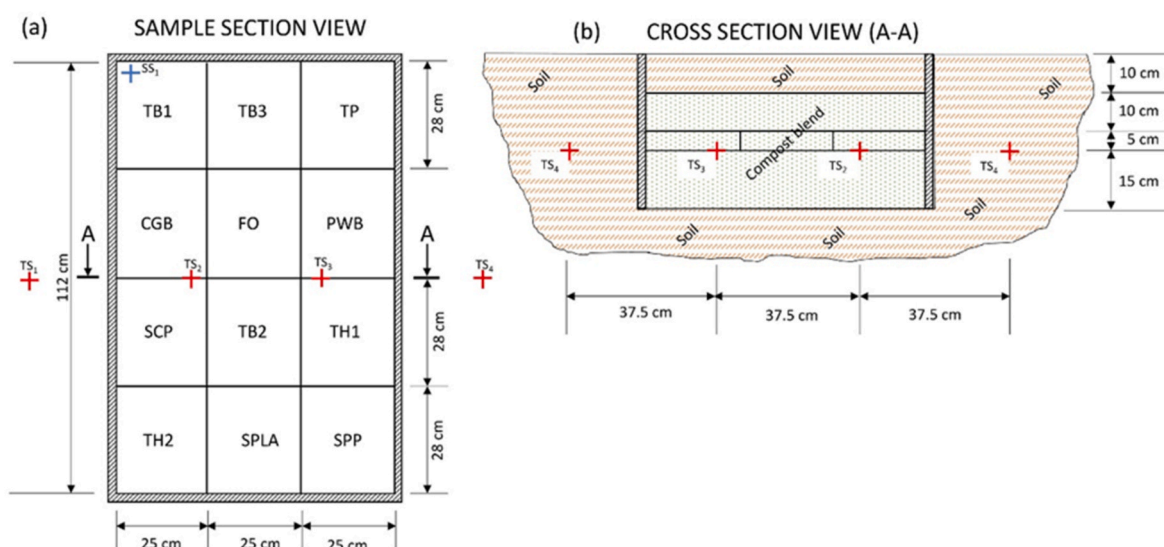 (a) SAMPLE SECTION VIEW
SS₁
TB1 TB3 TP
28 cm
CGB FO PWB
A A
TS₁ TS₂ TS₃ TS₄
112 cm
SCP TB2 TH1
28 cm
TH2 SPLA SPP
28 cm
25 cm 25 cm 25 cm
(b) CROSS SECTION VIEW (A-A)
Soil Soil Soil
10 cm
10 cm
Compost blend
5 cm
TS₄ TS₃ TS₂ TS₄
15 cm
Soil Soil
37.5 cm 37.5 cm 37.5 cm